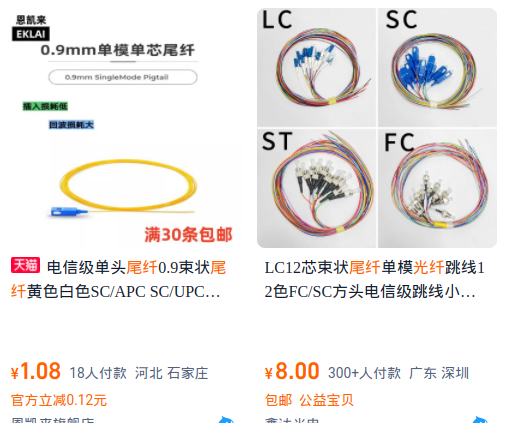 恩凯来
EKLAI
0.9mm单模单芯尾纤
0.9mm SingleMode Pigtail
插入损耗低
回波损耗大
满30条包邮
天猫 电信级单头尾纤0.9束状尾
纤黄色白色SC/APC SC/UPC...
¥1.08 18人付款 河北 石家庄
官方立减0.12元
恩凯来旗舰店
LC SC
ST FC
LC12芯束状尾纤单模光纤跳线1
2色FC/SC方头电信级跳线小...
¥8.00 300+人付款 广东 深圳
包邮 公益宝贝